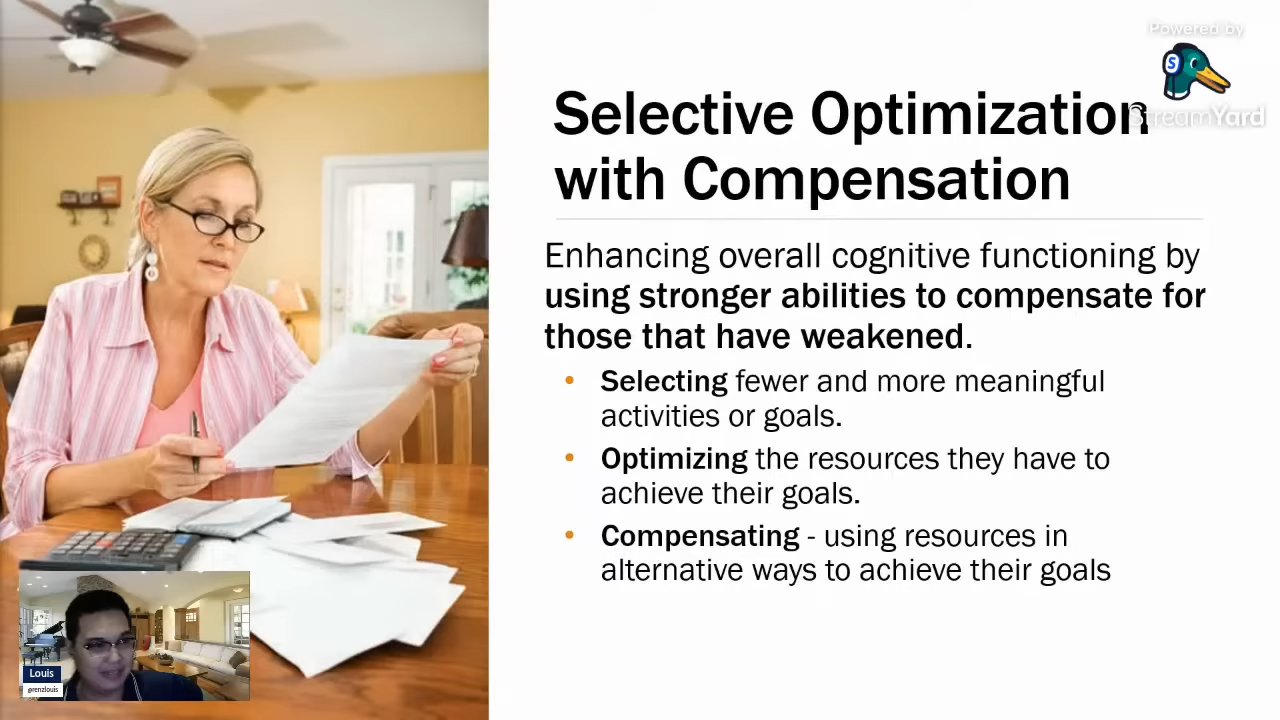 Powered by
S
StreamYard
Selective Optimization
with Compensation
Enhancing overall cognitive functioning by
using stronger abilities to compensate for
those that have weakened.
• Selecting fewer and more meaningful
activities or goals.
• Optimizing the resources they have to
achieve their goals.
• Compensating - using resources in
alternative ways to achieve their goals
Louis
@renzlouis